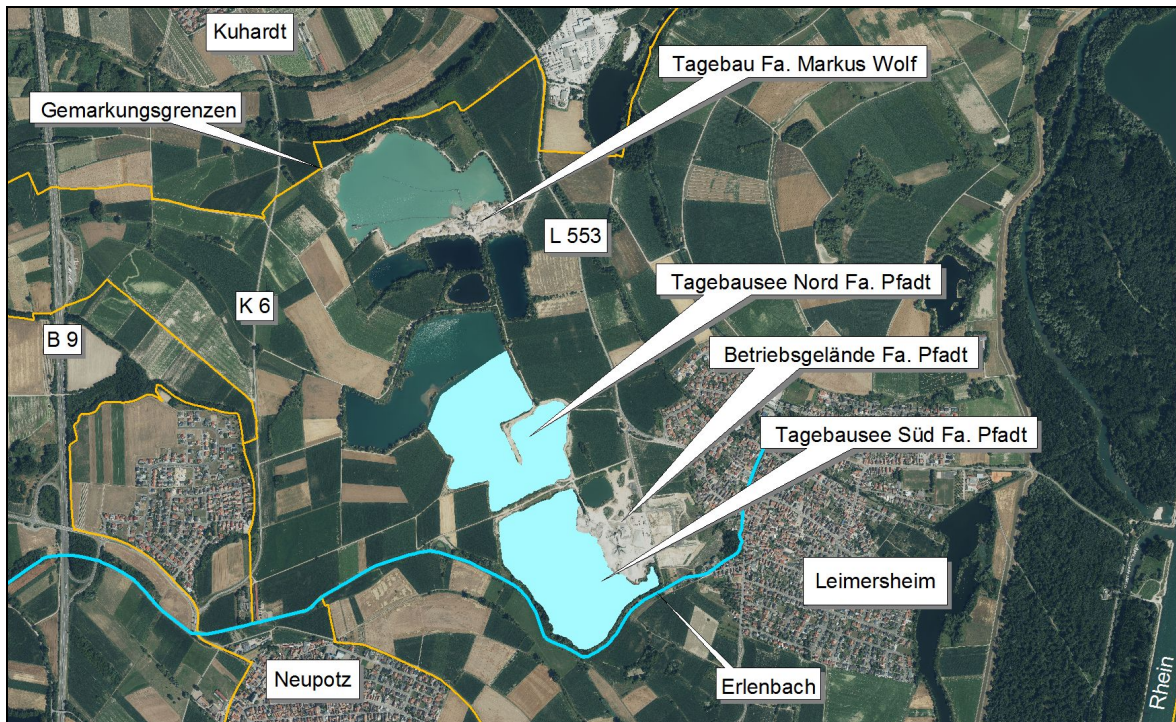 Kuhardt
Tagebau Fa. Markus Wolf
Gemarkungsgrenzen
L 553
Tagebausee Nord Fa. Pfadt
K 6
B 9
Betriebsgelände Fa. Pfadt
Tagebausee Süd Fa. Pfadt
Leimersheim
Neupotz
Erlenbach
Rhein